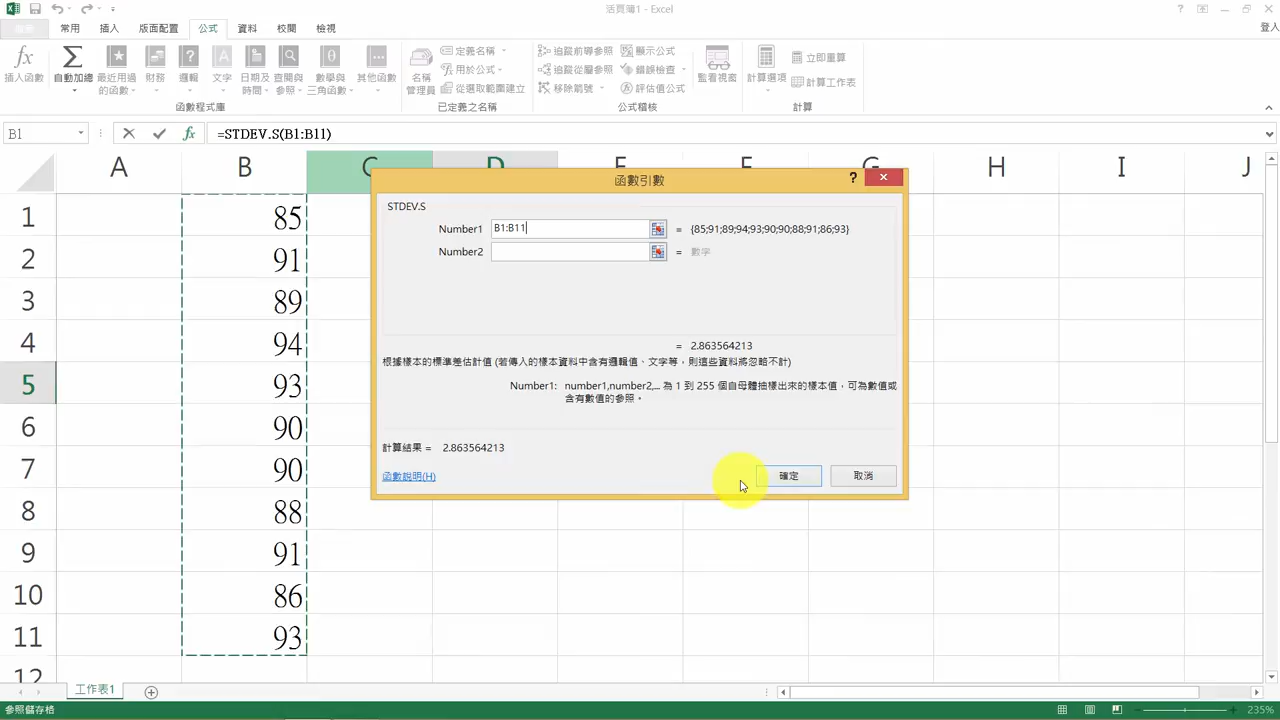 活頁簿1 - Excel
登入
常用 插入 版面配置 公式 資料 校閱 檢視
插入函數 自動加總 最近用過的函數 財務 邏輯 文字 日期及時間 查閱與參照 數學與三角函數 其他函數
函數程式庫
名稱管理員 定義名稱 用於公式 從選取範圍建立
已定義之名稱
追蹤前導參照 追蹤從屬參照 移除箭號 顯示公式 錯誤檢查 評估值公式 監看視窗
公式稽核
計算選項 立即重算 計算工作表
計算
B1 fx =STDEV.S(B1:B11)
A B C D E F G H I J
1 85
2 91
3 89
4 94
5 93
6 90
7 90
8 88
9 91
10 86
11 93
12
函數引數 ?
STDEV.S
Number1 B1:B11 = {85;91;89;94;93;90;90;88;91;86;93}
Number2 = 數字
= 2.863564213
根據樣本的標準差估計值 (若傳入的樣本資料中含有邏輯值、文字等，則這些資料將忽略不計)
Number1: number1,number2,... 為 1 到 255 個自母體抽樣出來的樣本值，可為數值或
含有數值的參照。
計算結果 = 2.863564213
函數說明(H) 確定 取消
工作表1
參照儲存格 235%